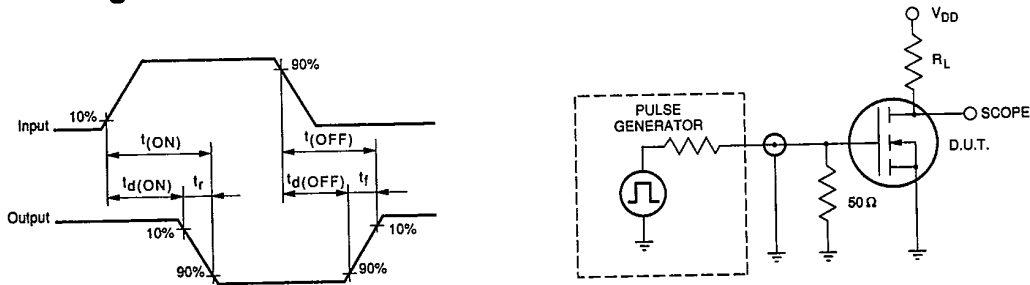 10%
Input
90%
t(ON)
t(OFF)
td(ON)
tr
td(OFF)
tf
Output
10%
90%
10%
90%
VDD
RL
SCOPE
D.U.T.
PULSE
GENERATOR
50Ω